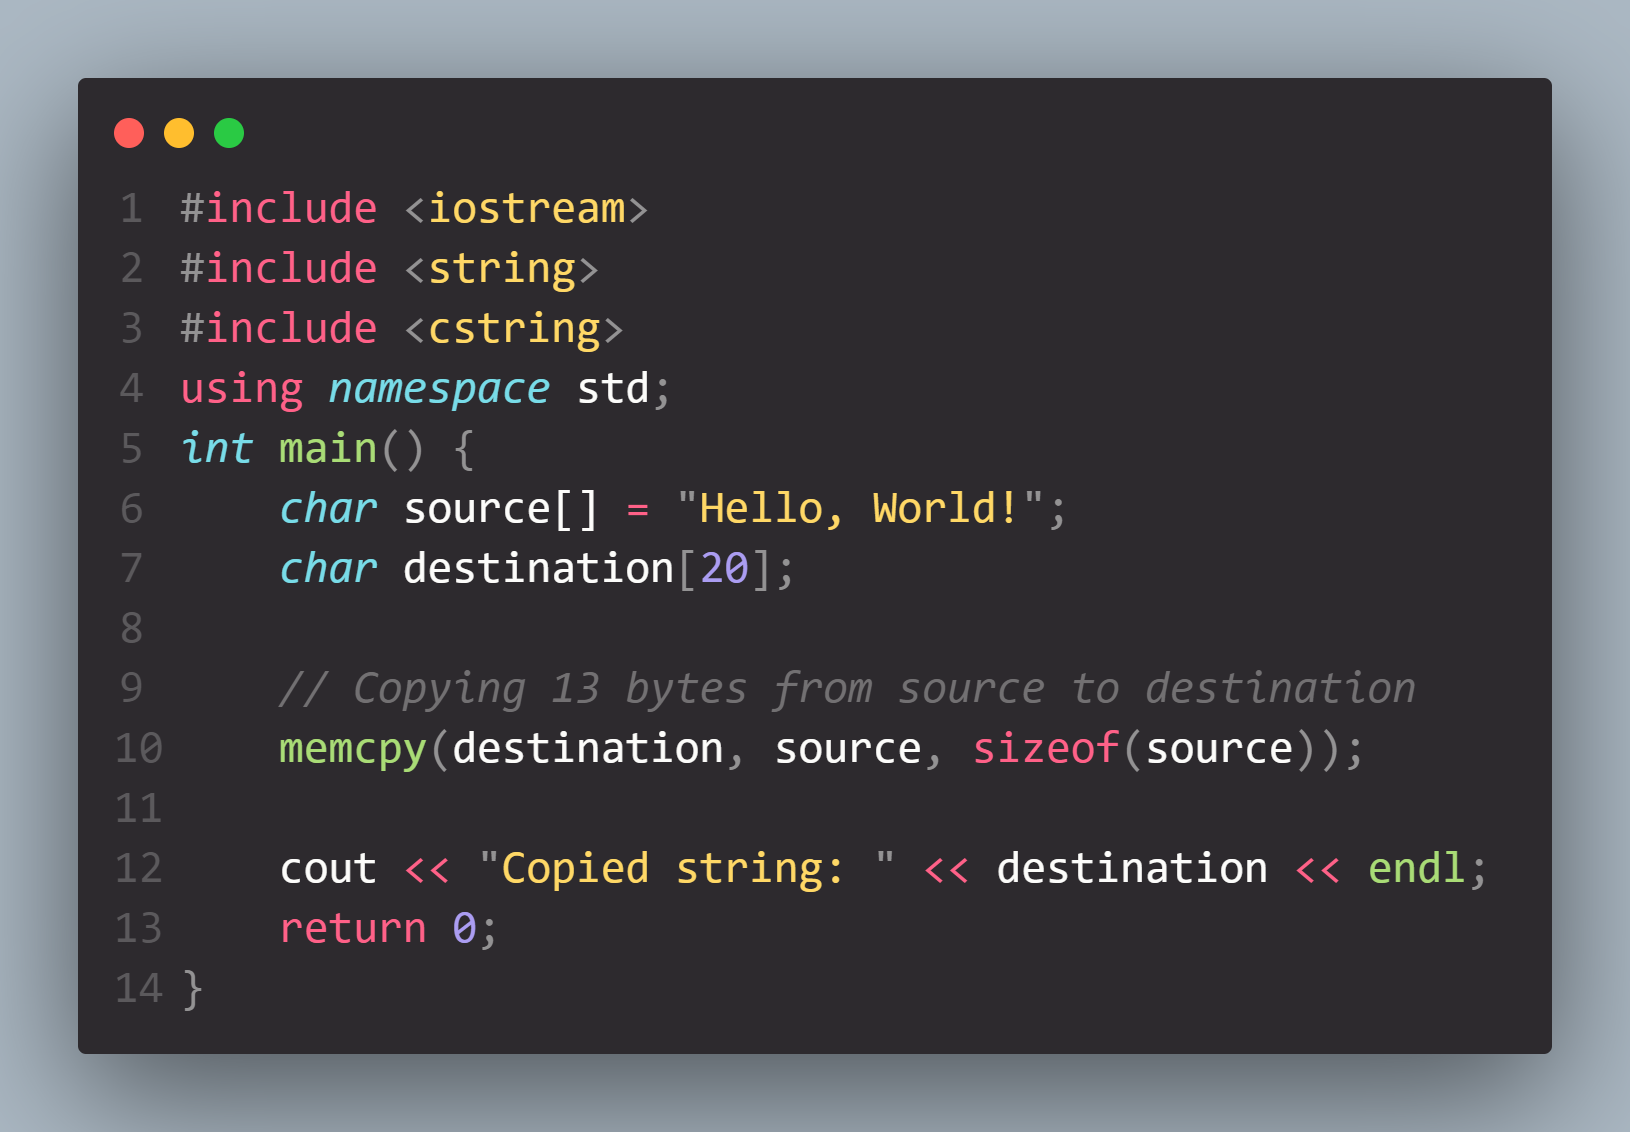 1 #include <iostream>
2 #include <string>
3 #include <cstring>
4 using namespace std;
5 int main() {
6     char source[] = "Hello, World!";
7     char destination[20];
8
9     // Copying 13 bytes from source to destination
10     memcpy(destination, source, sizeof(source));
11
12     cout << "Copied string: " << destination << endl;
13     return 0;
14 }